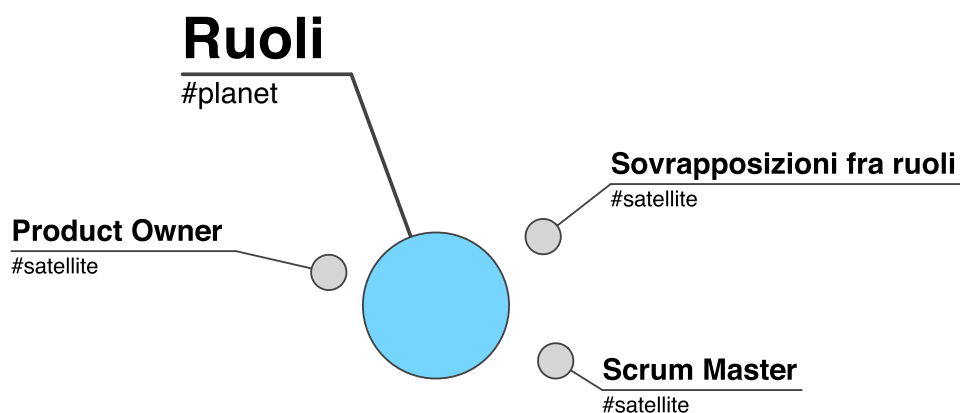 Ruoli
#planet
Sovrapposizioni fra ruoli
#satellite
Product Owner
#satellite
Scrum Master
#satellite